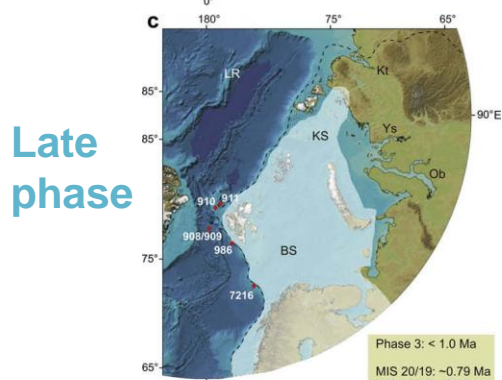 0°
c 180° 75° 65°
LR
Kt
85°
90°E
KS
Ys
85°
Late
phase
Ob
911
910
908/909
986
BS
75°
7216
Phase 3: < 1.0 Ma
65°
MIS 20/19: ~0.79 Ma